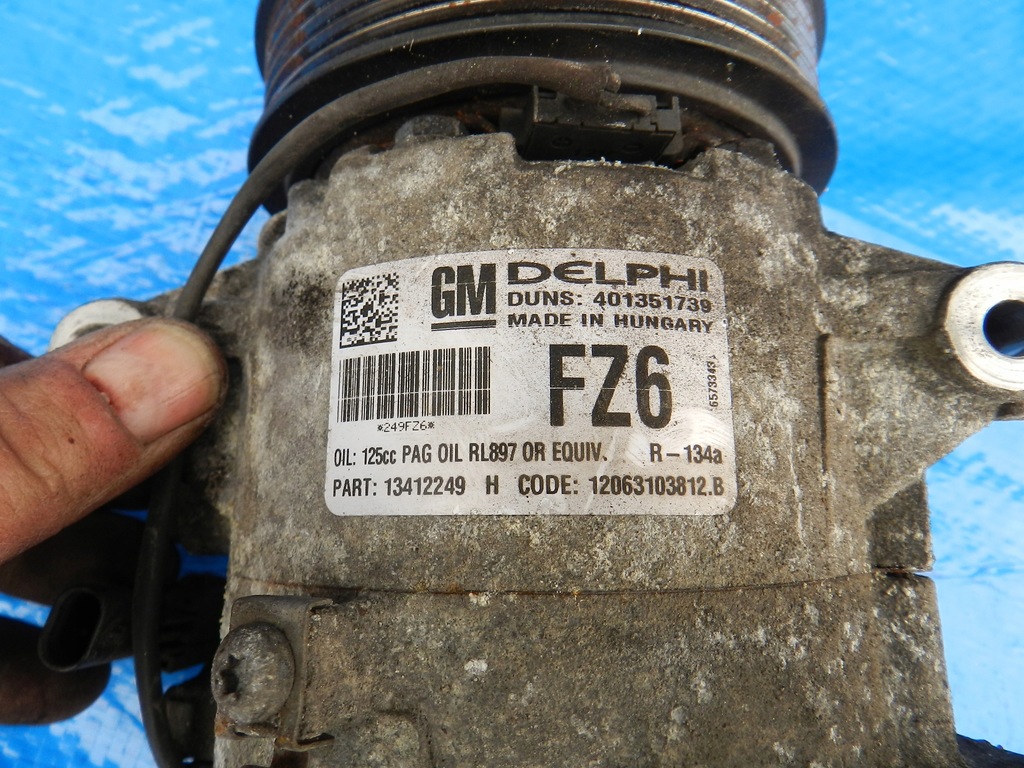 GM DELPHI
DUNS: 401351739
MADE IN HUNGARY
FZ6
*249FZ6*
OIL: 125cc PAG OIL RL897 OR EQUIV. R-134a
PART: 13412249 H CODE: 12063103812.B